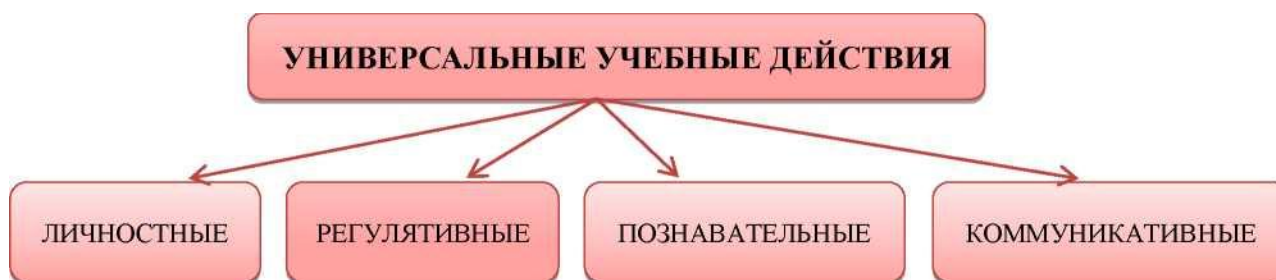 УНИВЕРСАЛЬНЫЕ УЧЕБНЫЕ ДЕЙСТВИЯ
ЛИЧНОСТНЫЕ
РЕГУЛЯТИВНЫЕ
ПОЗНАВАТЕЛЬНЫЕ
КОММУНИКАТИВНЫЕ